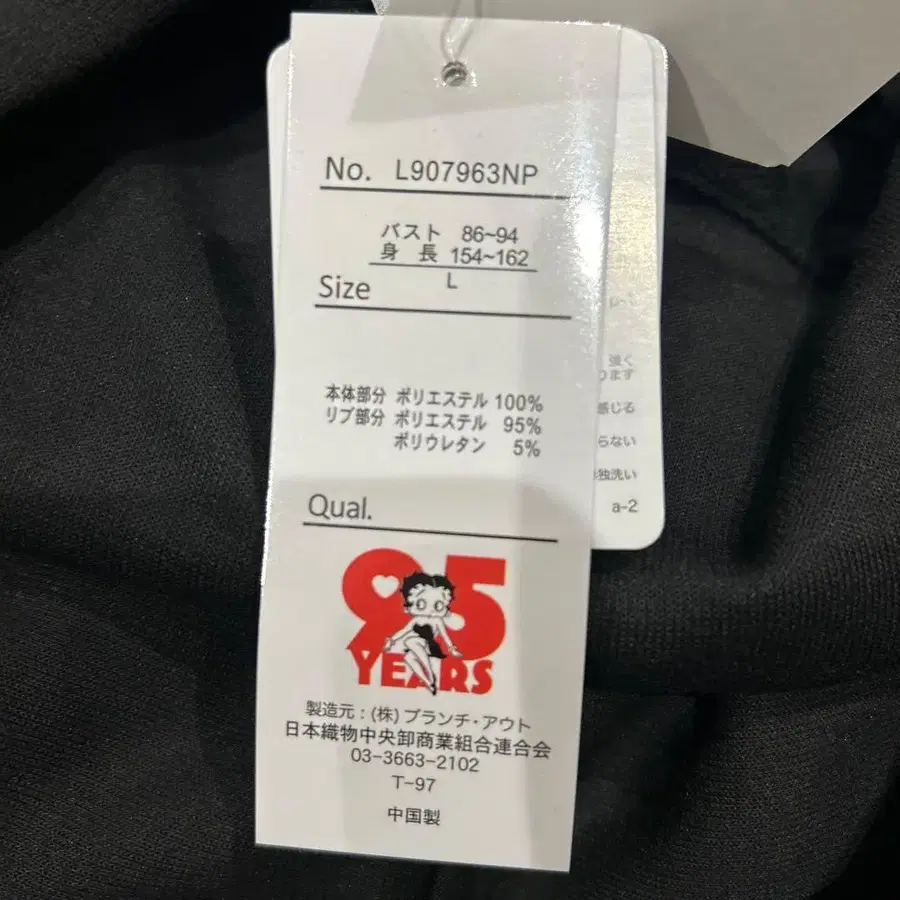 No. L907963NP
バスト 86~94
身 長 154~162
L
Size
本体部分 ポリエステル 100%
リブ部分 ポリエステル 95%
ポリウレタン 5%
Qual.
95
YEARS
製造元:(株)ブランチ・アウト
日本織物中央卸商業組合連合会
03-3663-2102
T-97
中国製
強く
ります
感じる
らない
独洗い
a-2